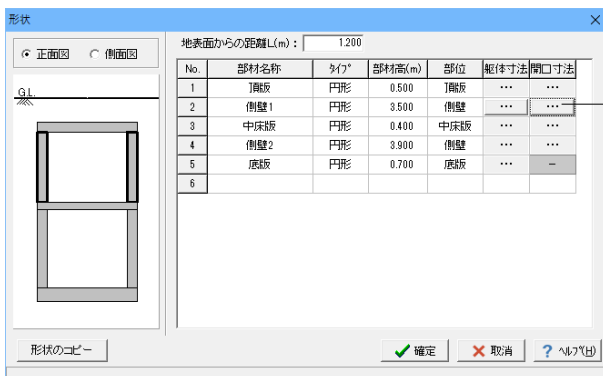 形状
正面図 側面図
G.L.
地表面からの距離L(m)： 1.200
No. 部材名称 ﾀｲﾌﾟ 部材高(m) 部位 躯体寸法 開口寸法
1 頂版 円形 0.500 頂版 … …
2 側壁1 円形 3.500 側壁 … …
3 中床版 円形 0.400 中床版 … …
4 側壁2 円形 3.900 側壁 … …
5 底版 円形 0.700 底版 … －
6
形状のコピー 確定 取消 ? ﾍﾙﾌﾟ(H)